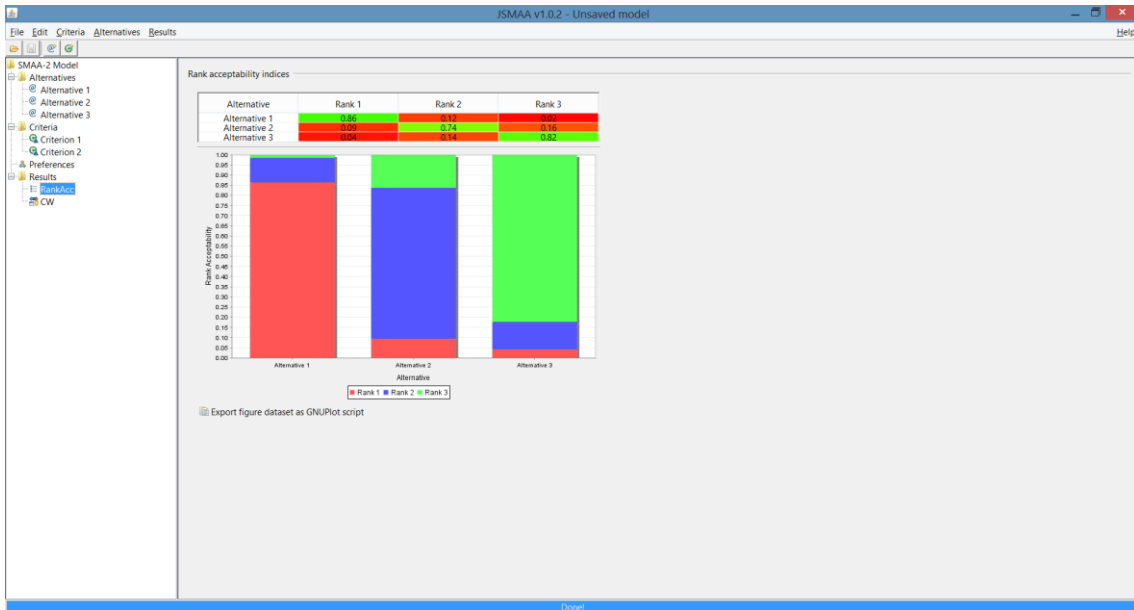 JSMAA v1.0.2 - Unsaved model
File Edit Criteria Alternatives Results Help
SMAA-2 Model
Alternatives
Alternative 1
Alternative 2
Alternative 3
Criteria
Criterion 1
Criterion 2
Preferences
Results
RankAcc
CW
Rank acceptability indices
Alternative Rank 1 Rank 2 Rank 3
Alternative 1 0.86 0.12 0.02
Alternative 2 0.09 0.74 0.16
Alternative 3 0.04 0.14 0.82
Rank Acceptability
1.00
0.95
0.90
0.85
0.80
0.75
0.70
0.65
0.60
0.55
0.50
0.45
0.40
0.35
0.30
0.25
0.20
0.15
0.10
0.05
0.00
Alternative 1 Alternative 2 Alternative 3
Alternative
Rank 1 Rank 2 Rank 3
Export figure dataset as GNUPlot script
Done!